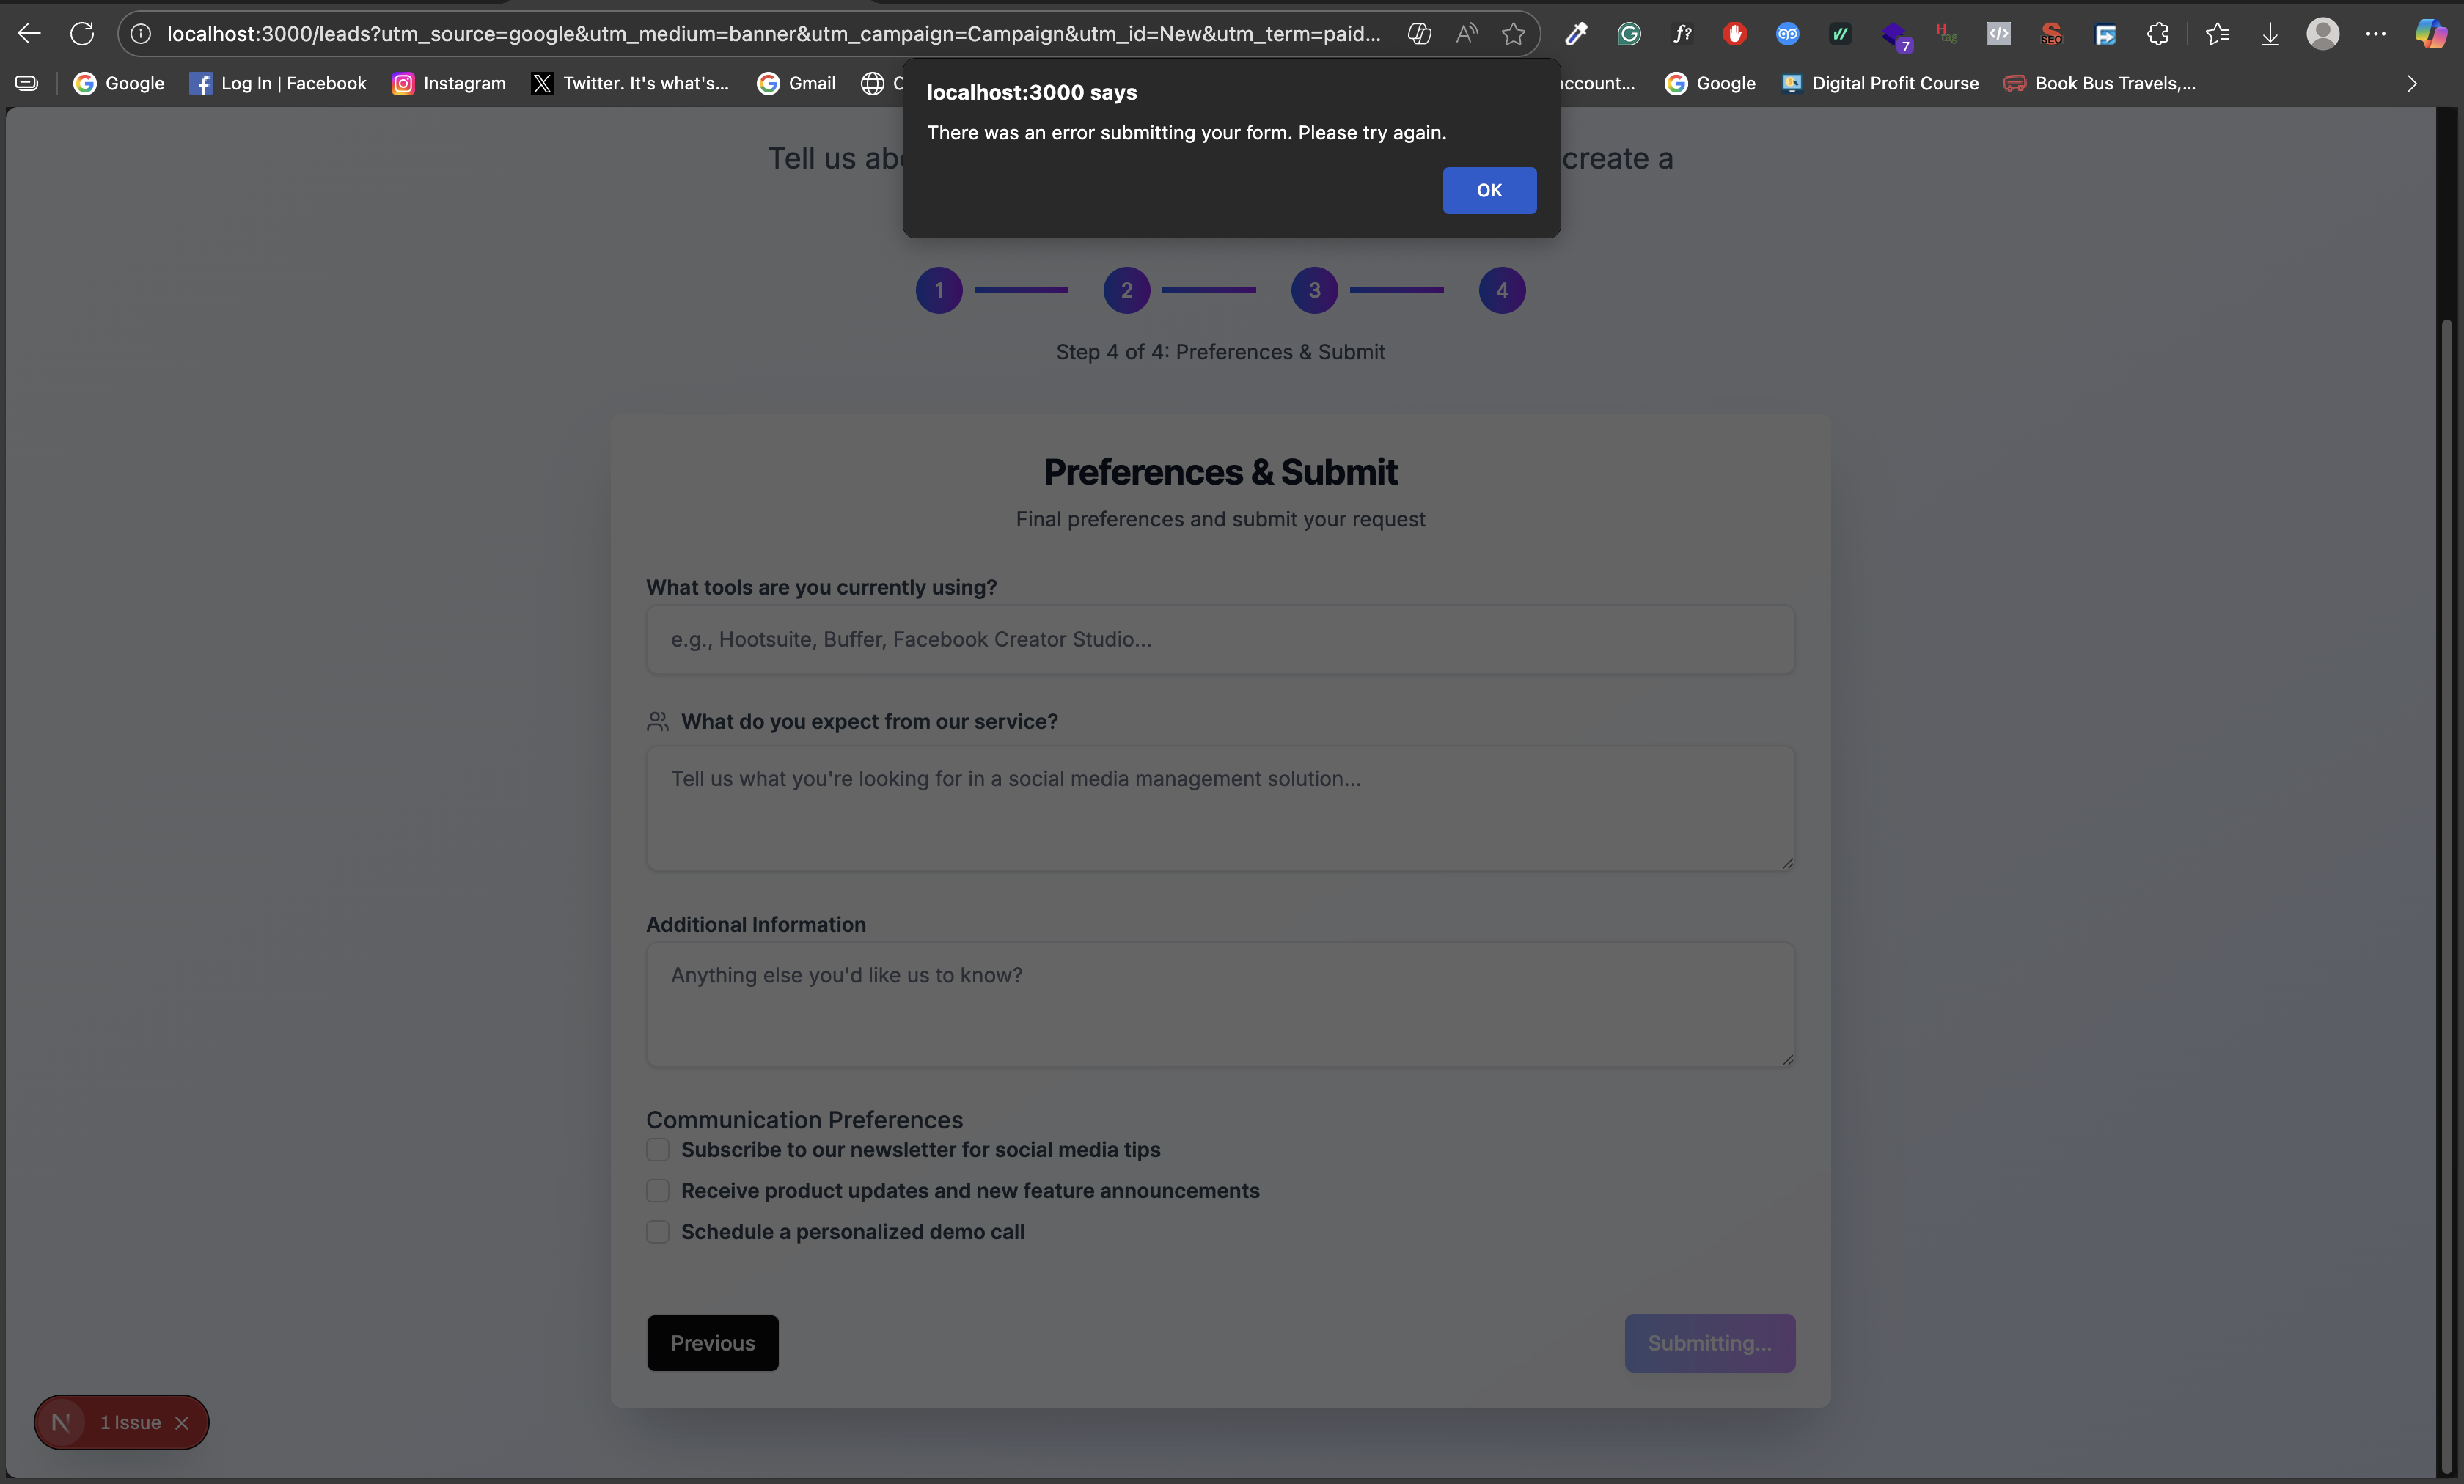 localhost:3000/leads?utm_source=google&utm_medium=banner&utm_campaign=Campaign&utm_id=New&utm_term=paid...
7
Google
Log In | Facebook
Instagram
Twitter. It's what's...
Gmail
Google
Digital Profit Course
Book Bus Travels,...
localhost:3000 says
There was an error submitting your form. Please try again.
OK
Tell us
create a
1
2
3
4
Step 4 of 4: Preferences & Submit
Preferences & Submit
Final preferences and submit your request
What tools are you currently using?
e.g., Hootsuite, Buffer, Facebook Creator Studio...
What do you expect from our service?
Tell us what you're looking for in a social media management solution...
Additional Information
Anything else you'd like us to know?
Communication Preferences
Subscribe to our newsletter for social media tips
Receive product updates and new feature announcements
Schedule a personalized demo call
Previous
Submitting...
N
1 Issue